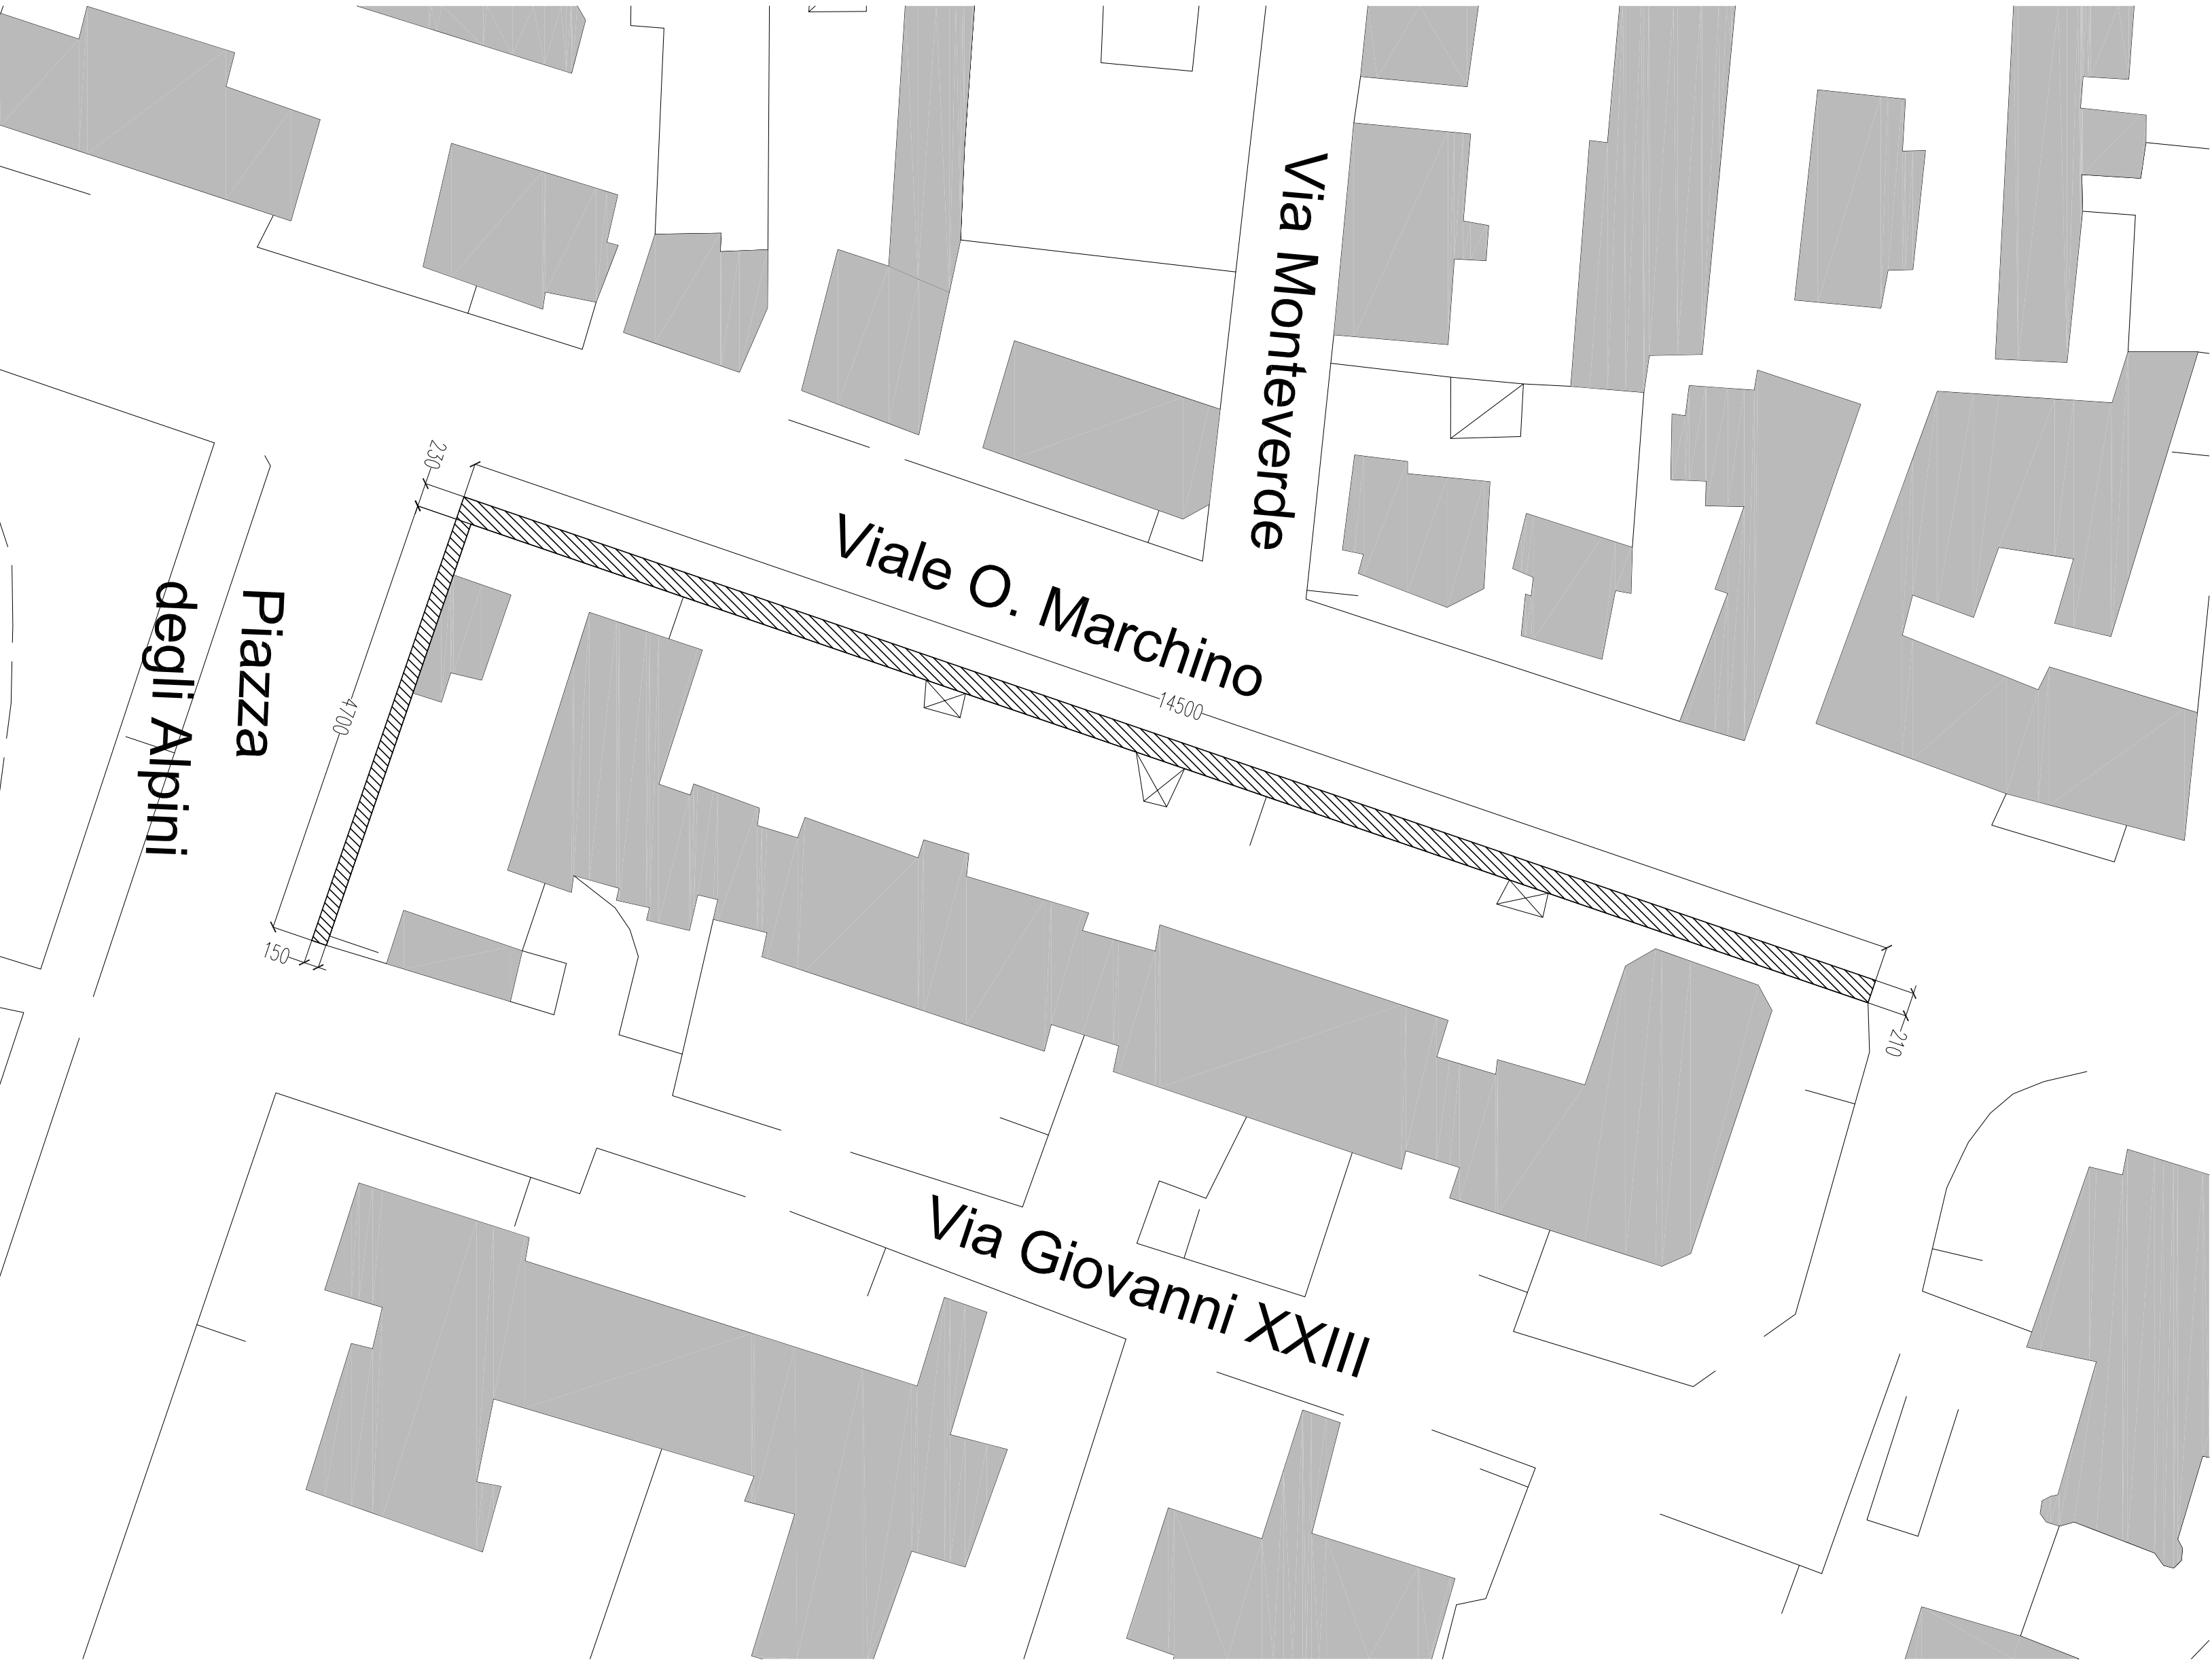 Via Monteverde
230
Viale O. Marchino
14500
Piazza
degli Alpini
4700
150
210
Via Giovanni XXIII